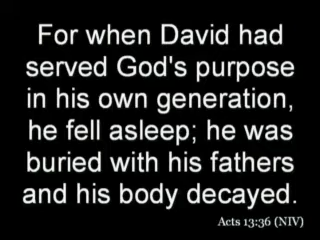 For when David had
served God's purpose
in his own generation,
he fell asleep; he was
buried with his fathers
and his body decayed.
Acts 13:36 (NIV)